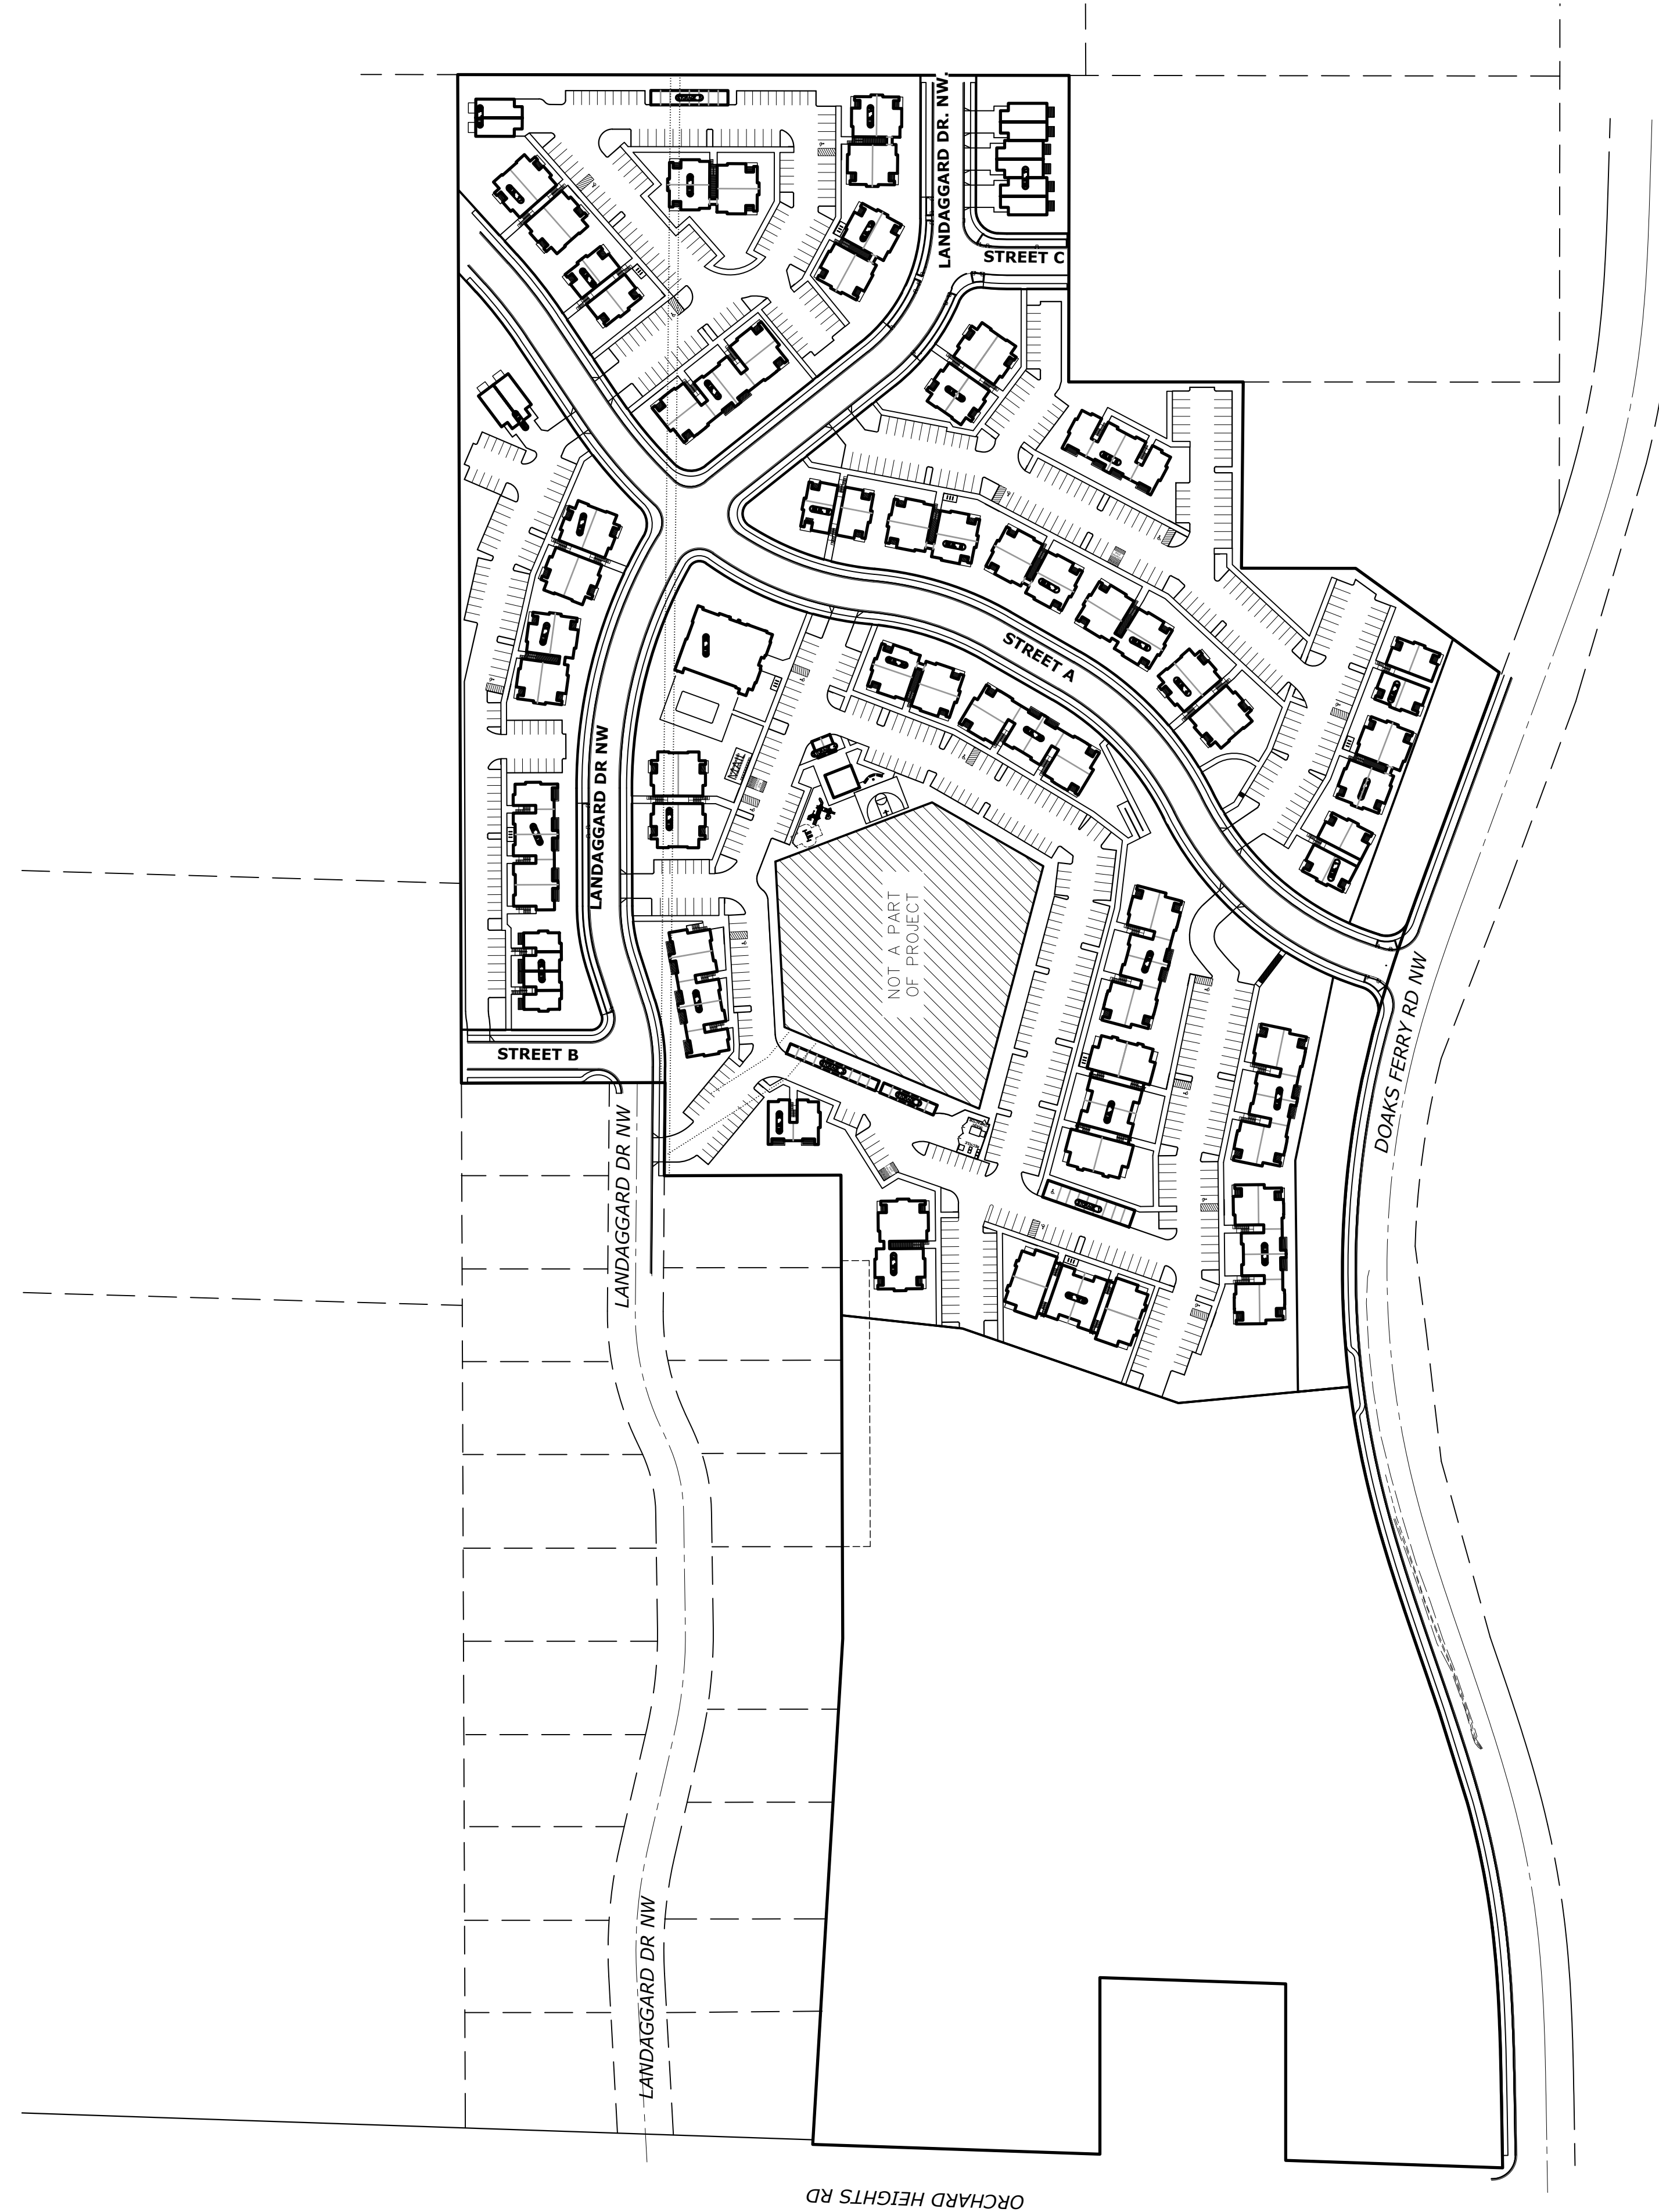 LANDAGGARD DR. NW.
STREET C
STREET A
LANDAGGARD DR NW
NOT A PART
OF PROJECT
STREET B
DOAKS FERRY RD NW
LANDAGGARD DR NW
LANDAGGARD DR NW
ORCHARD HEIGHTS RD